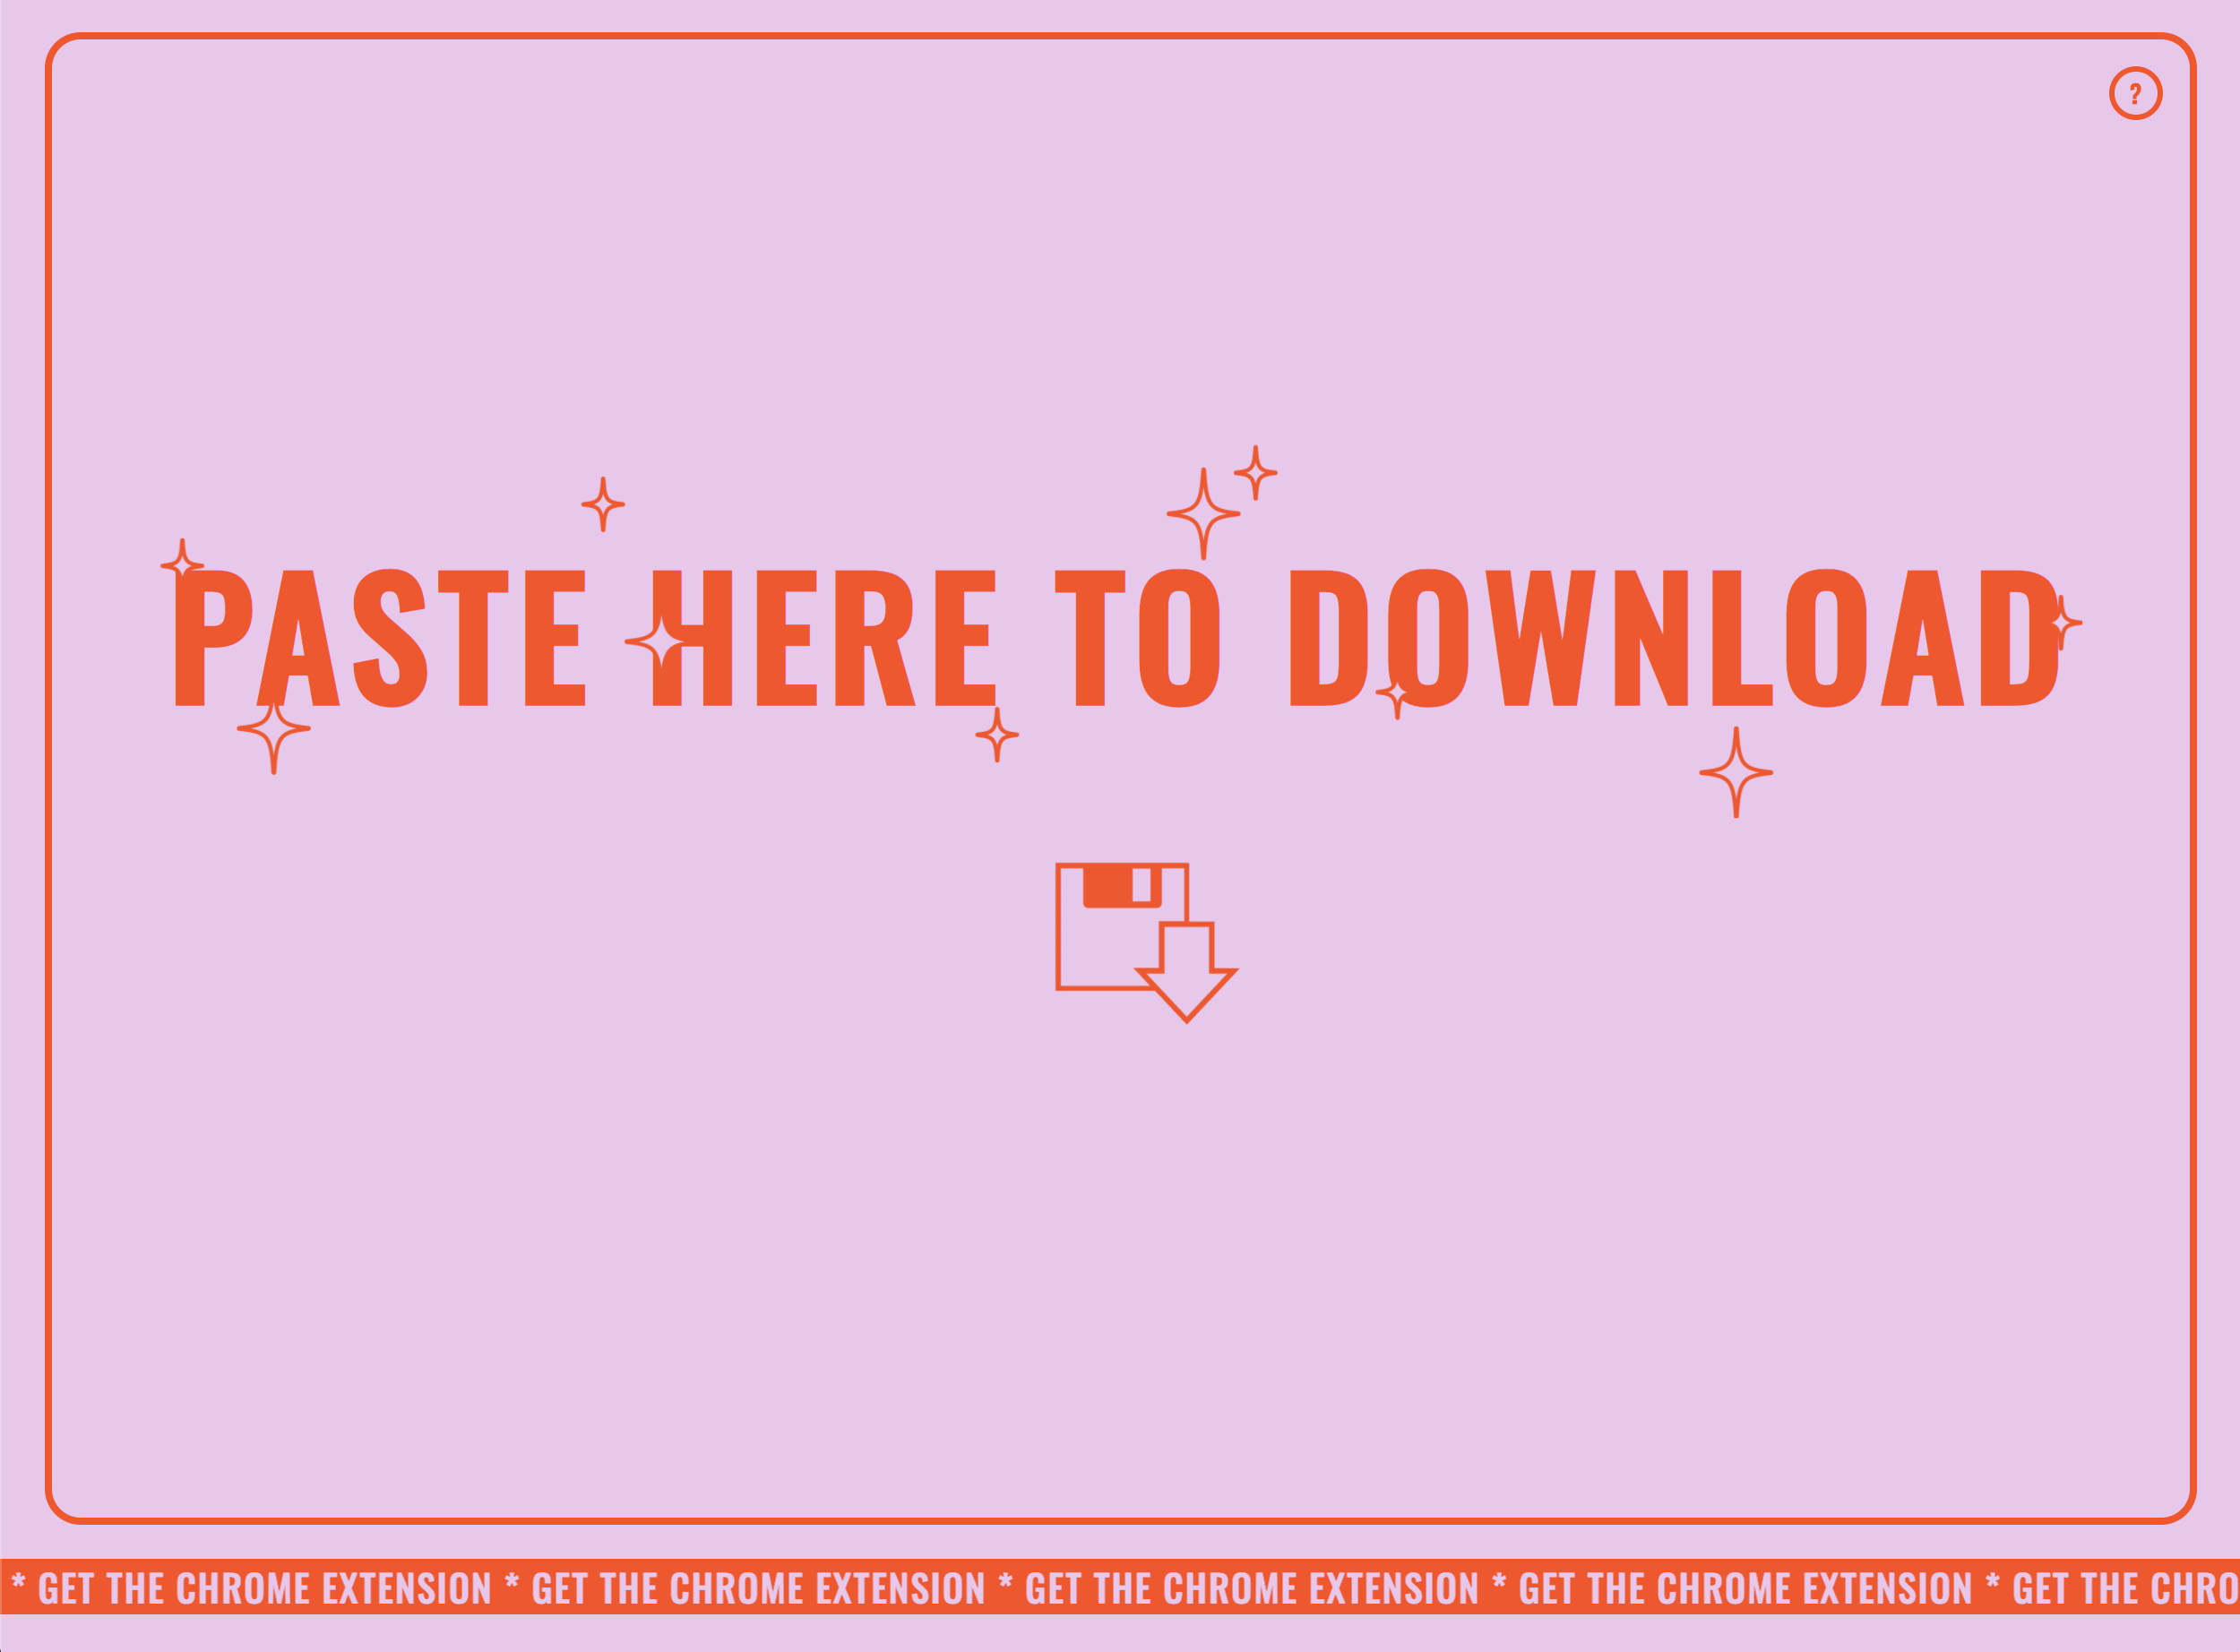 ?
PASTE HERE TO DOWNLOAD
* GET THE CHROME EXTENSION * GET THE CHROME EXTENSION * GET THE CHROME EXTENSION * GET THE CHROME EXTENSION * GET THE CHRO